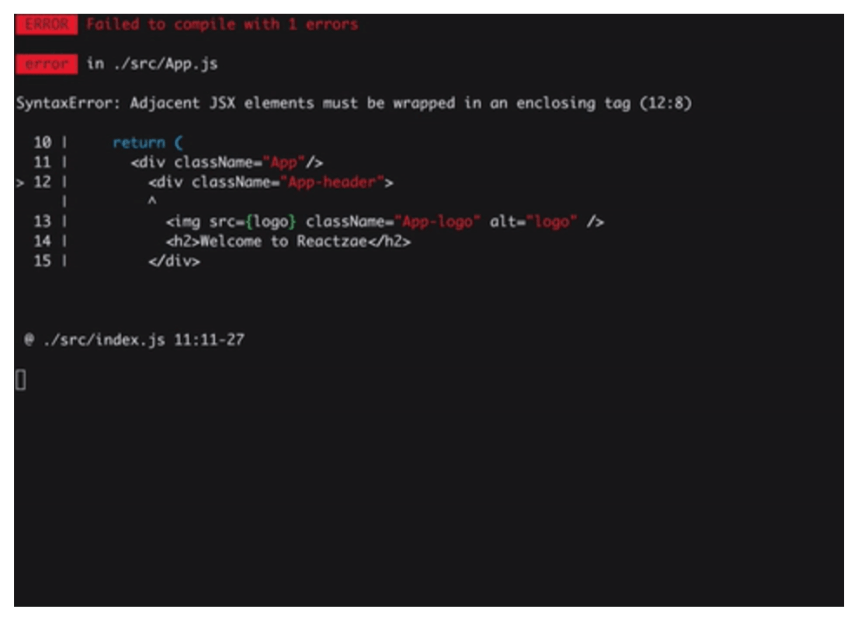 ERROR Failed to compile with 1 errors
error in ./src/App.js
SyntaxError: Adjacent JSX elements must be wrapped in an enclosing tag (12:8)
  10 |     return (
  11 |       <div className="App"/>
> 12 |         <div className="App-header">
     |         ^
  13 |           <img src={logo} className="App-logo" alt="logo" />
  14 |           <h2>Welcome to Reactzae</h2>
  15 |         </div>
@ ./src/index.js 11:11-27